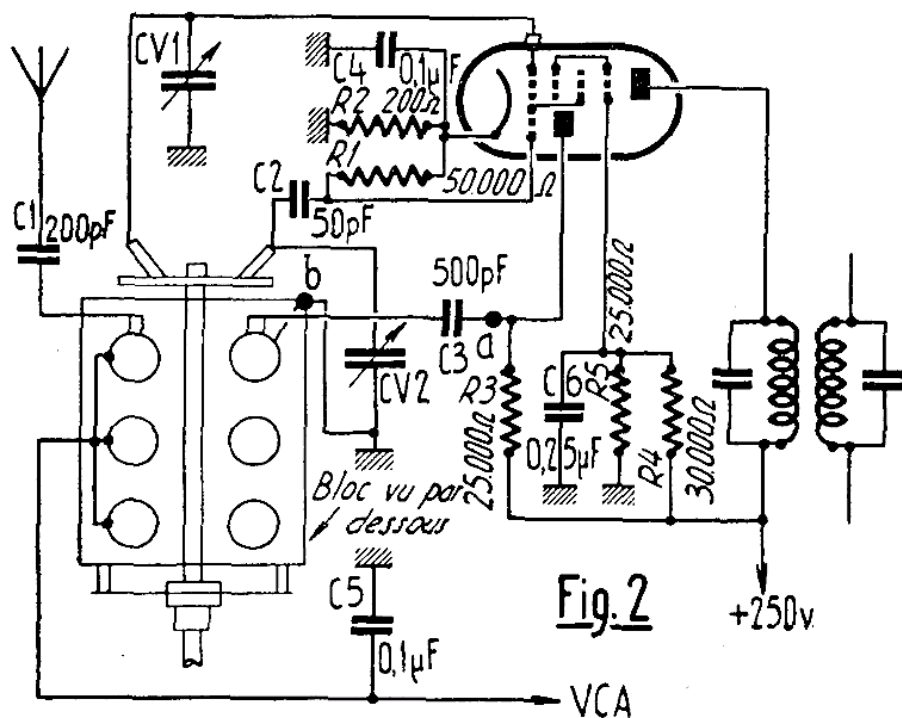 CV1
C4
0,1µF
R2
200Ω
R1
50.000 Ω
C2
50pF
C1
200pF
b
500pF
C3
a
CV2
R3
25.000Ω
C6
0,25µF
R5
25.000Ω
R4
30.000Ω
Bloc vu par
dessous
C5
0,1µF
Fig. 2
+250v.
VCA